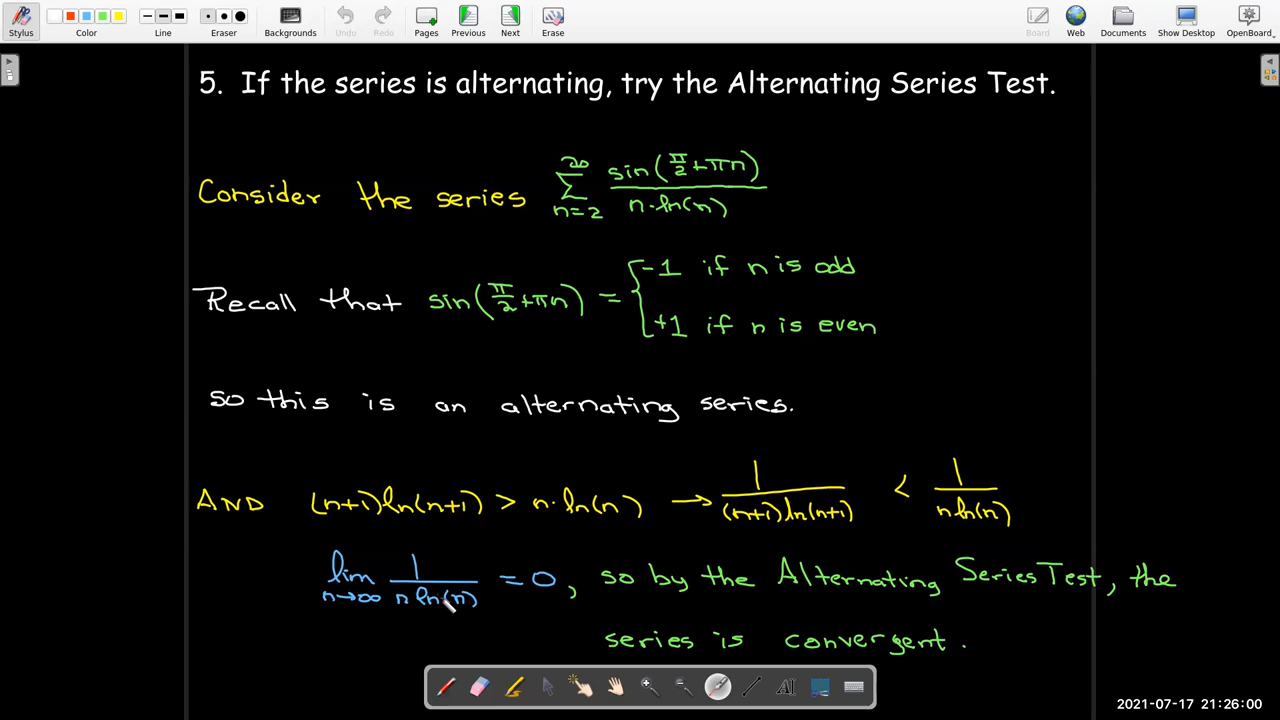 Stylus Color Line Eraser Backgrounds Undo Redo Pages Previous Next Erase Board Web Documents Show Desktop OpenBoard
5. If the series is alternating, try the Alternating Series Test.
Consider the series ∑_{n=2}^{∞} sin(π/2+πn) / (n·ln(n))
Recall that sin(π/2+πn) = { -1 if n is odd
+1 if n is even
so this is an alternating series.
AND (n+1)ln(n+1) > n·ln(n) → 1/((n+1)ln(n+1)) < 1/(n ln(n))
lim_{n→∞} 1/(n ln(n)) = 0, so by the Alternating Series Test, the
series is convergent.
2021-07-17 21:26:00